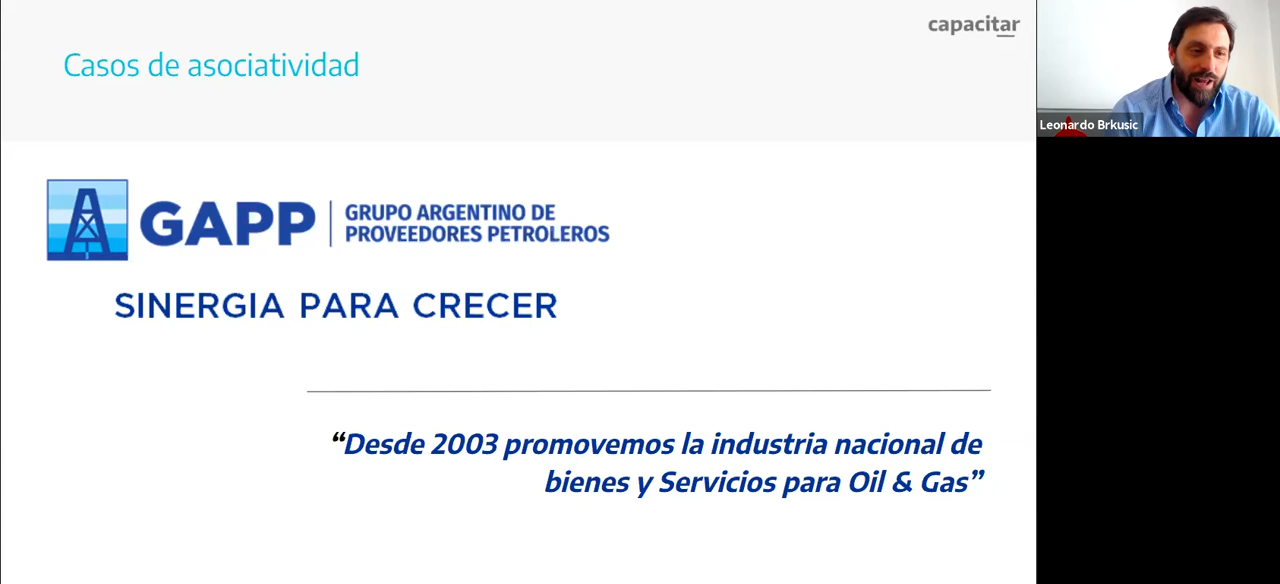 capacitar
Casos de asociatividad
Leonardo Brkusic
GAPP
GRUPO ARGENTINO DE
PROVEEDORES PETROLEROS
SINERGIA PARA CRECER
“Desde 2003 promovemos la industria nacional de
bienes y Servicios para Oil & Gas”